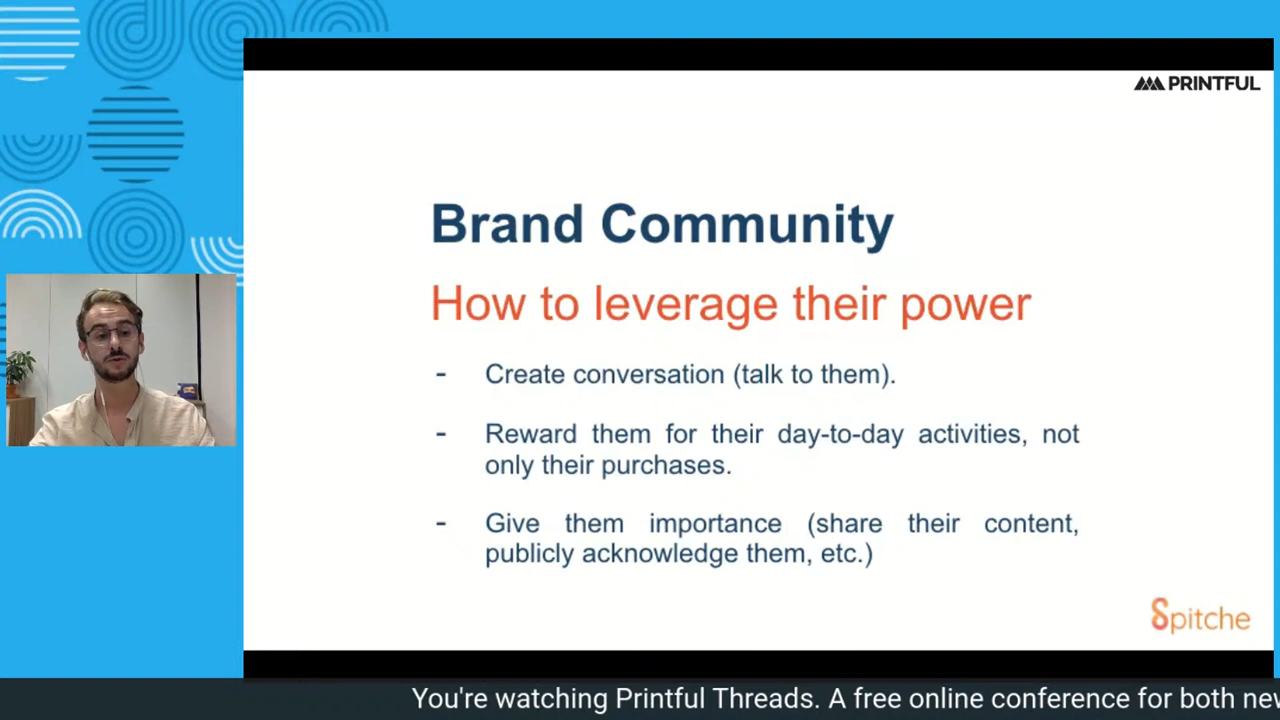 PRINTFUL
Brand Community
How to leverage their power
- Create conversation (talk to them).
- Reward them for their day-to-day activities, not
only their purchases.
- Give them importance (share their content,
publicly acknowledge them, etc.)
Spitche
You're watching Printful Threads. A free online conference for both